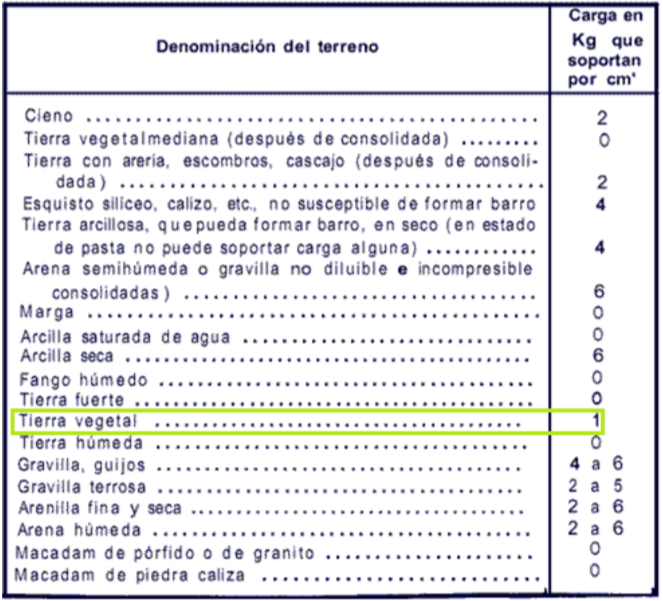 Denominación del terreno
Carga en
Kg que
soportan
por cm'
Cieno ........................................ 2
Tierra vegetalmediana (después de consolidada) ......... 0
Tierra con areria, escombros, cascajo (después de consoli-
dada) ........................................ 2
Esquisto silíceo, calizo, etc., no susceptible de formar barro 4
Tierra arcillosa, que pueda formar barro, en seco (en estado
de pasta no puede soportar carga alguna) ............ 4
Arena semihúmeda o gravilla no diluible e incompresible
consolidadas) ................................ 6
Marga ........................................ 0
Arcilla saturada de agua ........................... 0
Arcilla seca .................................... 6
Fango húmedo ................................ 0
Tierra fuerte .................................. 0
Tierra vegetal ................................ 1
Tierra húmeda ................................ 0
Gravilla, guijos ................................ 4 a 6
Gravilla terrosa ................................ 2 a 5
Arenilla fina y seca ............................. 2 a 6
Arena húmeda ................................ 2 a 6
Macadam de pórfido o de granito .................. 0
Macadam de piedra caliza ........................ 0